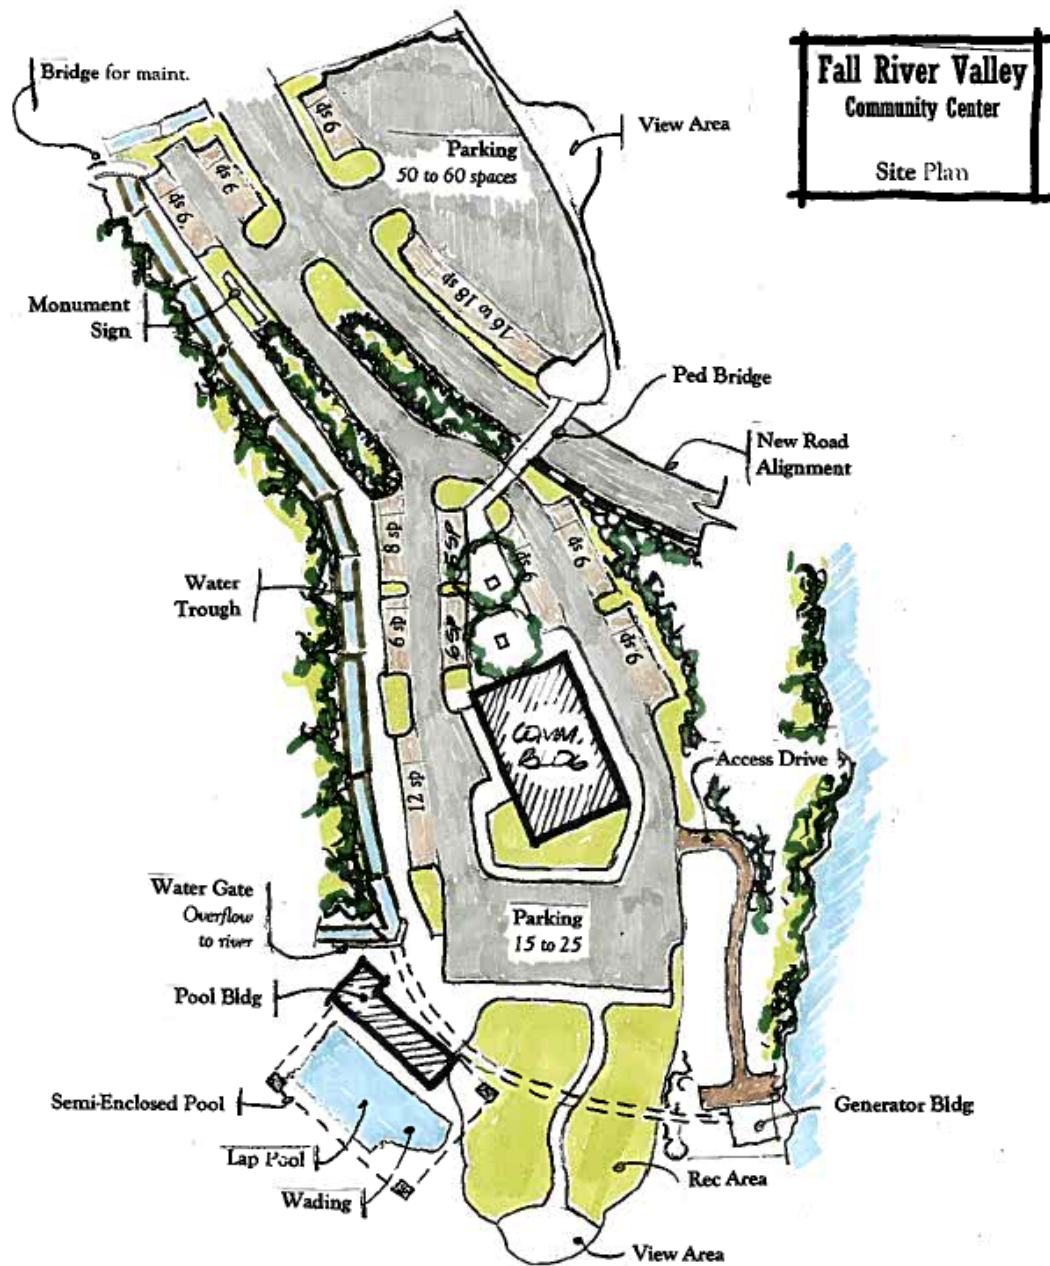 Fall River Valley
Community Center
Site Plan
Bridge for maint.
View Area
9 sp
Parking
50 to 60 spaces
9 sp
9 sp
16 to 18 sp
Monument
Sign
Ped Bridge
New Road
Alignment
8 sp
5 SP
9 sp
9 sp
Water
Trough
6 sp
6 SP
9 sp
COMM.
BLDG
Access Drive
12 sp
Water Gate
Overflow
to river
Parking
15 to 25
Pool Bldg
Semi-Enclosed Pool
Generator Bldg
Lap Pool
Rec Area
Wading
View Area